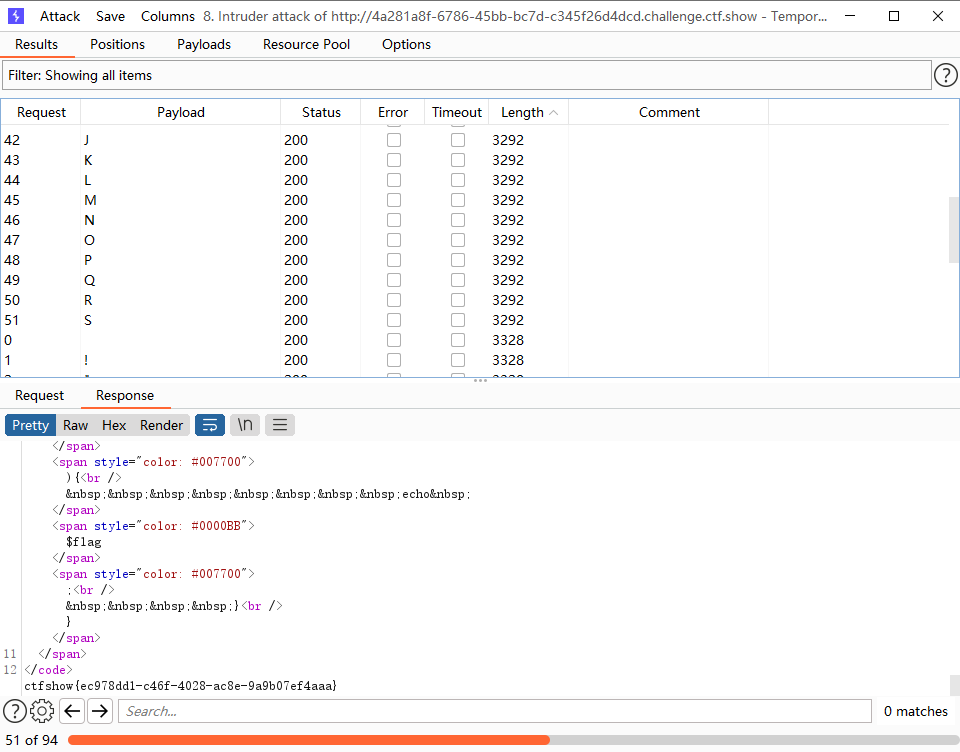 Attack Save Columns 8. Intruder attack of http://4a281a8f-6786-45bb-bc7d-c345f26d4dcd.challenge.ctf.show - Tempor...
Results Positions Payloads Resource Pool Options
Filter: Showing all items
Request Payload Status Error Timeout Length Comment
42 J 200 3292
43 K 200 3292
44 L 200 3292
45 M 200 3292
46 N 200 3292
47 O 200 3292
48 P 200 3292
49 Q 200 3292
50 R 200 3292
51 S 200 3292
0 200 3328
1 ! 200 3328
Request Response
Pretty Raw Hex Render \n
</span>
<span style="color: #007700">
){<br />
&nbsp;&nbsp;&nbsp;&nbsp;&nbsp;&nbsp;&nbsp;&nbsp;echo&nbsp;
</span>
<span style="color: #0000BB">
$flag
</span>
<span style="color: #007700">
;<br />
&nbsp;&nbsp;&nbsp;&nbsp;}<br />
}
</span>
11 </span>
12 </code>
ctfshow{ec978dd1-c46f-4028-ac8e-9a9b07ef4aaa}
Search... 0 matches
51 of 94